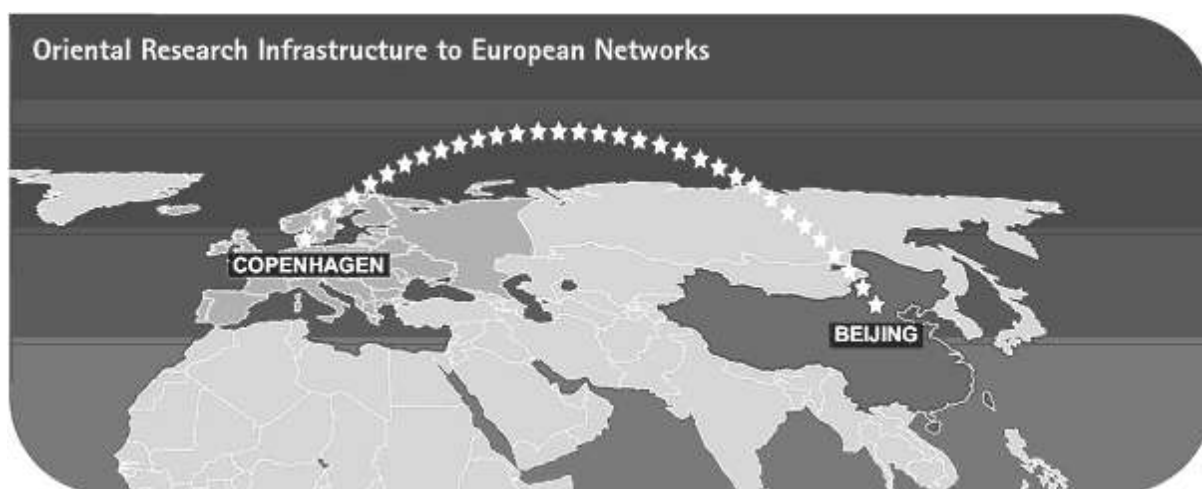 Oriental Research Infrastructure to European Networks
COPENHAGEN
BEIJING